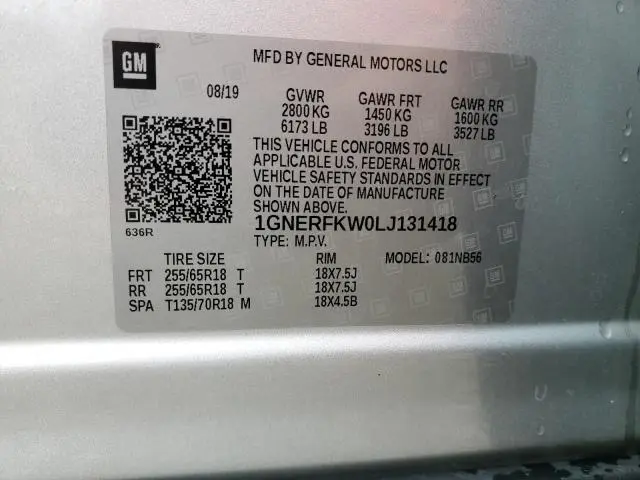 GM
MFD BY GENERAL MOTORS LLC
08/19 GVWR GAWR FRT GAWR RR
2800 KG 1450 KG 1600 KG
6173 LB 3196 LB 3527 LB
THIS VEHICLE CONFORMS TO ALL
APPLICABLE U.S. FEDERAL MOTOR
VEHICLE SAFETY STANDARDS IN EFFECT
ON THE DATE OF MANUFACTURE
SHOWN ABOVE.
636R
1GNERFKW0LJ131418
TYPE: M.P.V.
TIRE SIZE RIM MODEL: 081NB56
FRT 255/65R18 T 18X7.5J
RR 255/65R18 T 18X7.5J
SPA T135/70R18 M 18X4.5B